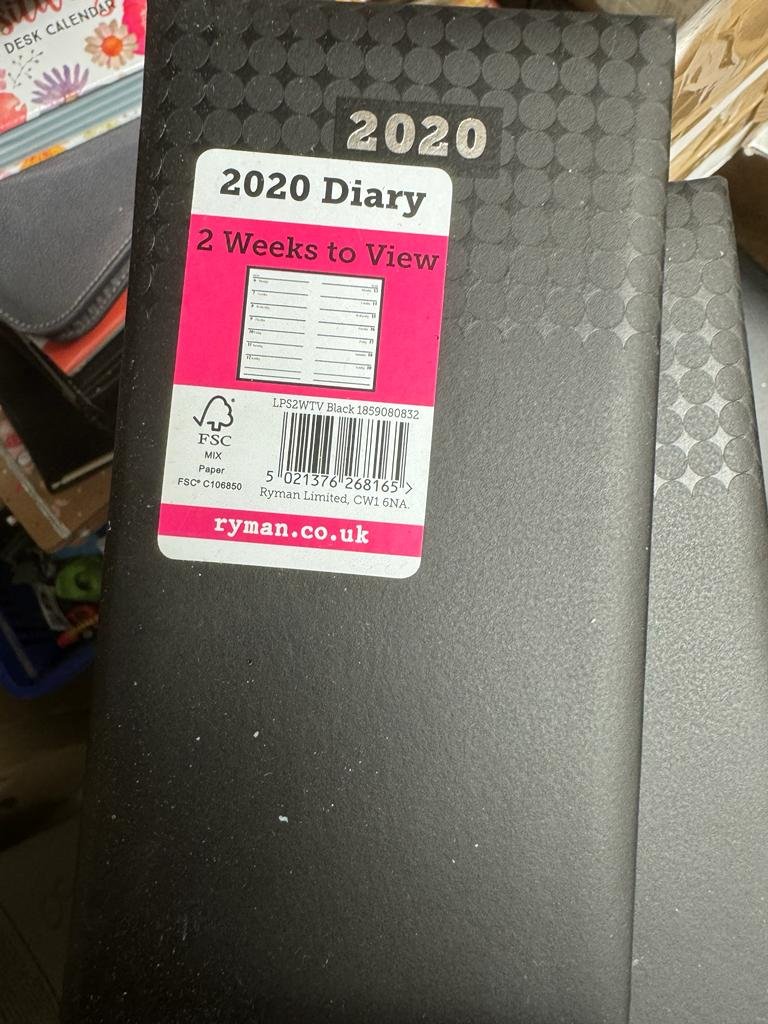 DESK CALENDAR
2020
2020 Diary
2 Weeks to View
LPS2WTV Black 1859080832
FSC
MIX
Paper
FSC® C106850
5 021376 268165 >
Ryman Limited, CW1 6NA.
ryman.co.uk